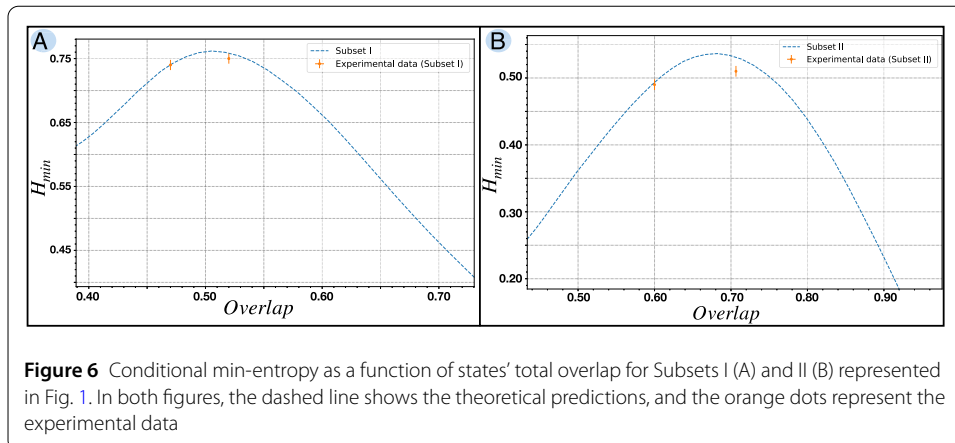 A
Subset I
Experimental data (Subset I)
0.75
0.65
0.55
0.45
H_min
0.40 0.50 0.60 0.70
Overlap
B
Subset II
Experimental data (Subset II)
0.50
0.40
0.30
0.20
H_min
0.50 0.60 0.70 0.80 0.90
Overlap
Figure 6 Conditional min-entropy as a function of states' total overlap for Subsets I (A) and II (B) represented
in Fig. 1. In both figures, the dashed line shows the theoretical predictions, and the orange dots represent the
experimental data